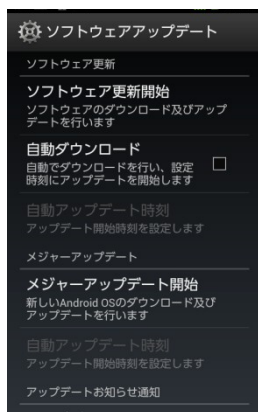 ソフトウェアアップデート
ソフトウェア更新
ソフトウェア更新開始
ソフトウェアのダウンロード及びアップ
デートを行います
自動ダウンロード
自動でダウンロードを行い、設定
時刻にアップデートを開始します
自動アップデート時刻
アップデート開始時刻を設定します
メジャーアップデート
メジャーアップデート開始
新しいAndroid OSのダウンロード及び
アップデートを行います
自動アップデート時刻
アップデート開始時刻を設定します
アップデートお知らせ通知